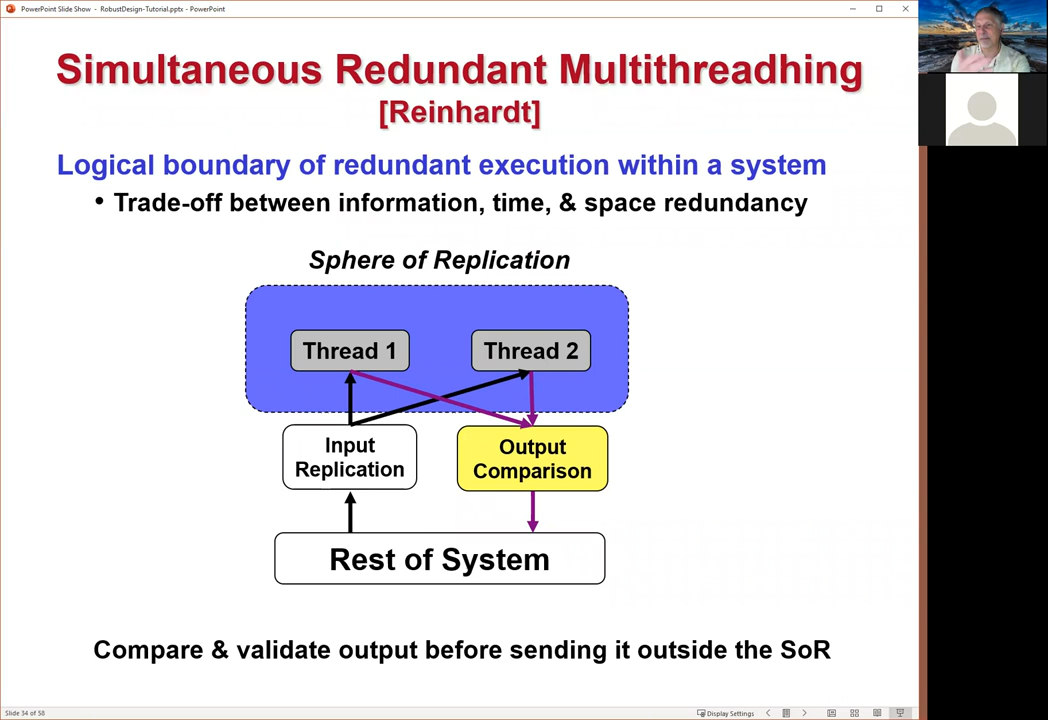 PowerPoint Slide Show - RobustDesign-Tutorial.pptx - PowerPoint
Simultaneous Redundant Multithreadhing
[Reinhardt]
Logical boundary of redundant execution within a system
• Trade-off between information, time, & space redundancy
Sphere of Replication
Thread 1
Thread 2
Input
Replication
Output
Comparison
Rest of System
Compare & validate output before sending it outside the SoR
Slide 34 of 58
Display Settings